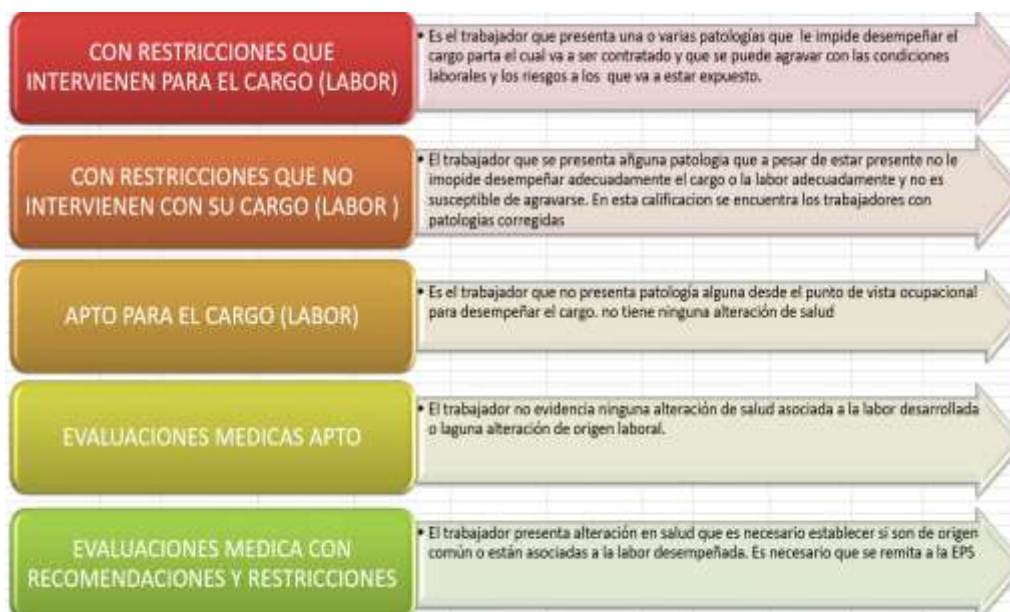 CON RESTRICCIONES QUE
INTERVIENEN PARA EL CARGO (LABOR)
• Es el trabajador que presenta una o varias patologías que le impide desempeñar el
cargo parta el cual va a ser contratado y que se puede agravar con las condiciones
laborales y los riesgos a los que va a estar expuesto.
CON RESTRICCIONES QUE NO
INTERVIENEN CON SU CARGO (LABOR )
• El trabajador que se presenta añguna patologia que a pesar de estar presente no le
imopide desempeñar adecuadamente el cargo o la labor adecuadamente y no es
susceptible de agravarse. En esta calificacion se encuentra los trabajadores con
patologias corregidas
APTO PARA EL CARGO (LABOR)
• Es el trabajador que no presenta patología alguna desde el punto de vista ocupacional
para desempeñar el cargo. no tiene ninguna alteración de salud
EVALUACIONES MEDICAS APTO
• El trabajador no evidencia ninguna alteración de salud asociada a la labor desarrollada
o laguna alteración de origen laboral.
EVALUACIONES MEDICA CON
RECOMENDACIONES Y RESTRICCIONES
• El trabajador presenta alteración en salud que es necesario establecer si son de origen
común o están asociadas a la labor desempeñada. Es necesario que se remita a la EPS